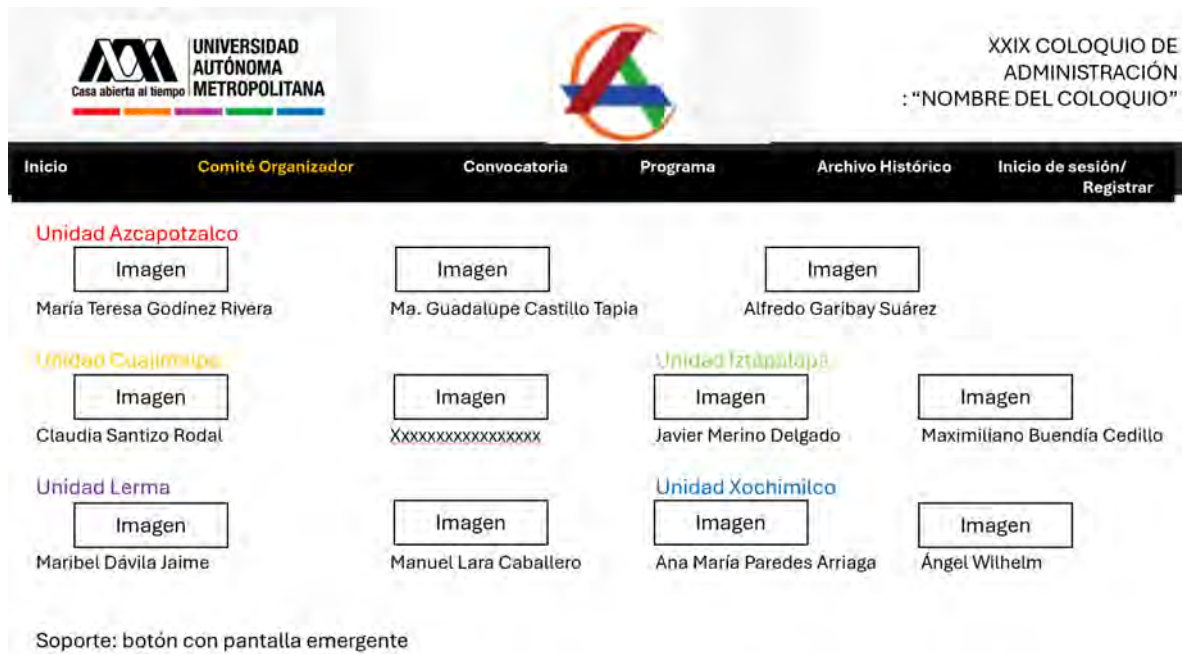 UNIVERSIDAD
AUTÓNOMA
METROPOLITANA
Casa abierta al tiempo
XXIX COLOQUIO DE
ADMINISTRACIÓN
: “NOMBRE DEL COLOQUIO”
Inicio Comité Organizador Convocatoria Programa Archivo Histórico Inicio de sesión/
Registrar
Unidad Azcapotzalco
Imagen Imagen Imagen
María Teresa Godínez Rivera Ma. Guadalupe Castillo Tapia Alfredo Garibay Suárez
Unidad Cuajimalpa Unidad Iztapalapa
Imagen Imagen Imagen Imagen
Claudia Santizo Rodal Xxxxxxxxxxxxxxxxx Javier Merino Delgado Maximiliano Buendía Cedillo
Unidad Lerma Unidad Xochimilco
Imagen Imagen Imagen Imagen
Maribel Dávila Jaime Manuel Lara Caballero Ana María Paredes Arriaga Ángel Wilhelm
Soporte: botón con pantalla emergente